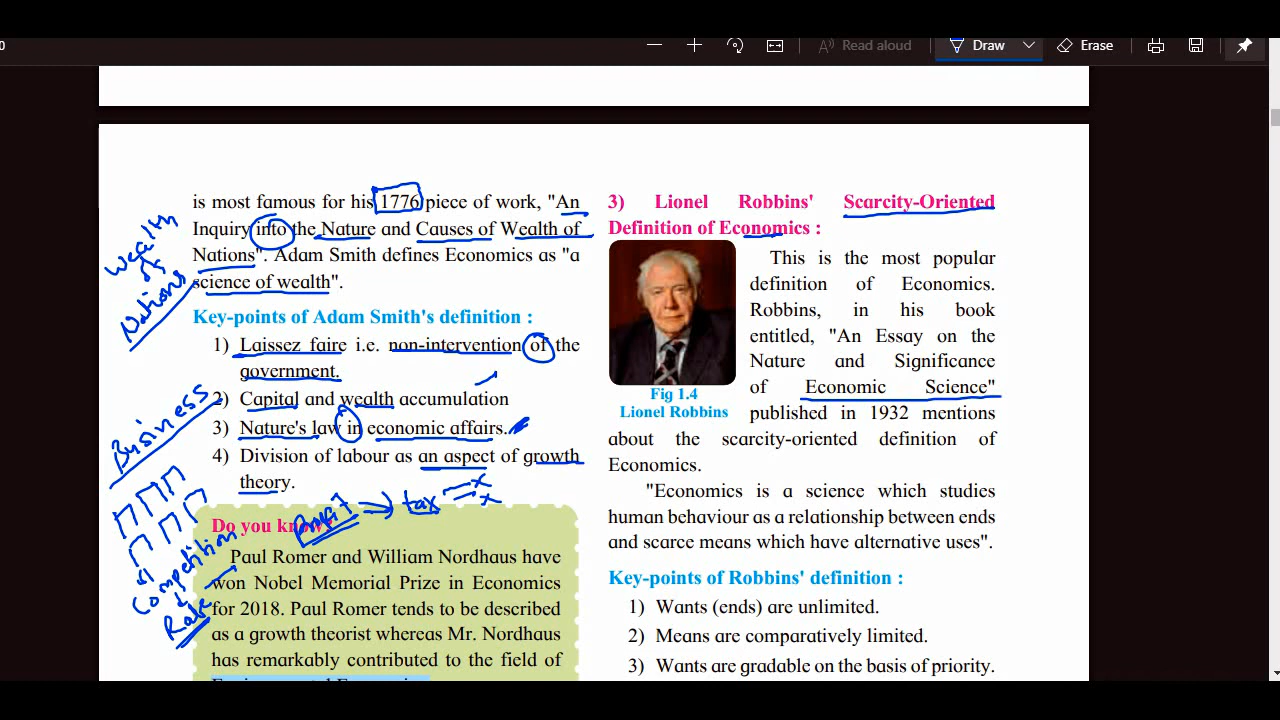 0
Read aloud
Draw
Erase
is most famous for his 1776 piece of work, "An
Inquiry into the Nature and Causes of Wealth of
Nations". Adam Smith defines Economics as "a
science of wealth".
Key-points of Adam Smith's definition :
1) Laissez faire i.e. non-intervention of the
government.
2) Capital and wealth accumulation
3) Nature's law in economic affairs.
4) Division of labour as an aspect of growth
theory.
Do you know?
Paul Romer and William Nordhaus have
won Nobel Memorial Prize in Economics
for 2018. Paul Romer tends to be described
as a growth theorist whereas Mr. Nordhaus
has remarkably contributed to the field of
Environmental Economics.
Wealth
of
Nations
Business
Competition
Rate
Profit → tax x
x
3) Lionel Robbins' Scarcity-Oriented
Definition of Economics :
This is the most popular
definition of Economics.
Robbins, in his book
entitled, "An Essay on the
Nature and Significance
of Economic Science"
published in 1932 mentions
about the scarcity-oriented definition of
Economics.
Fig 1.4
Lionel Robbins
"Economics is a science which studies
human behaviour as a relationship between ends
and scarce means which have alternative uses".
Key-points of Robbins' definition :
1) Wants (ends) are unlimited.
2) Means are comparatively limited.
3) Wants are gradable on the basis of priority.